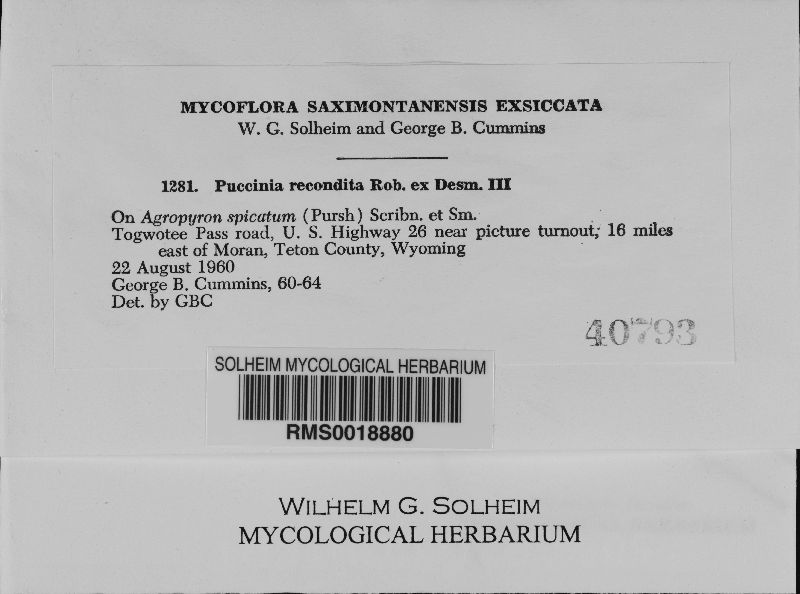 MYCOFLORA SAXIMONTANENSIS EXSICCATA
W. G. Solheim and George B. Cummins
1281. Puccinia recondita Rob. ex Desm. III
On Agropyron spicatum (Pursh) Scribn. et Sm.
Togwotee Pass road, U. S. Highway 26 near picture turnout, 16 miles
east of Moran, Teton County, Wyoming
22 August 1960
George B. Cummins, 60-64
Det. by GBC
40793
SOLHEIM MYCOLOGICAL HERBARIUM
RMS0018880
WILHELM G. SOLHEIM
MYCOLOGICAL HERBARIUM